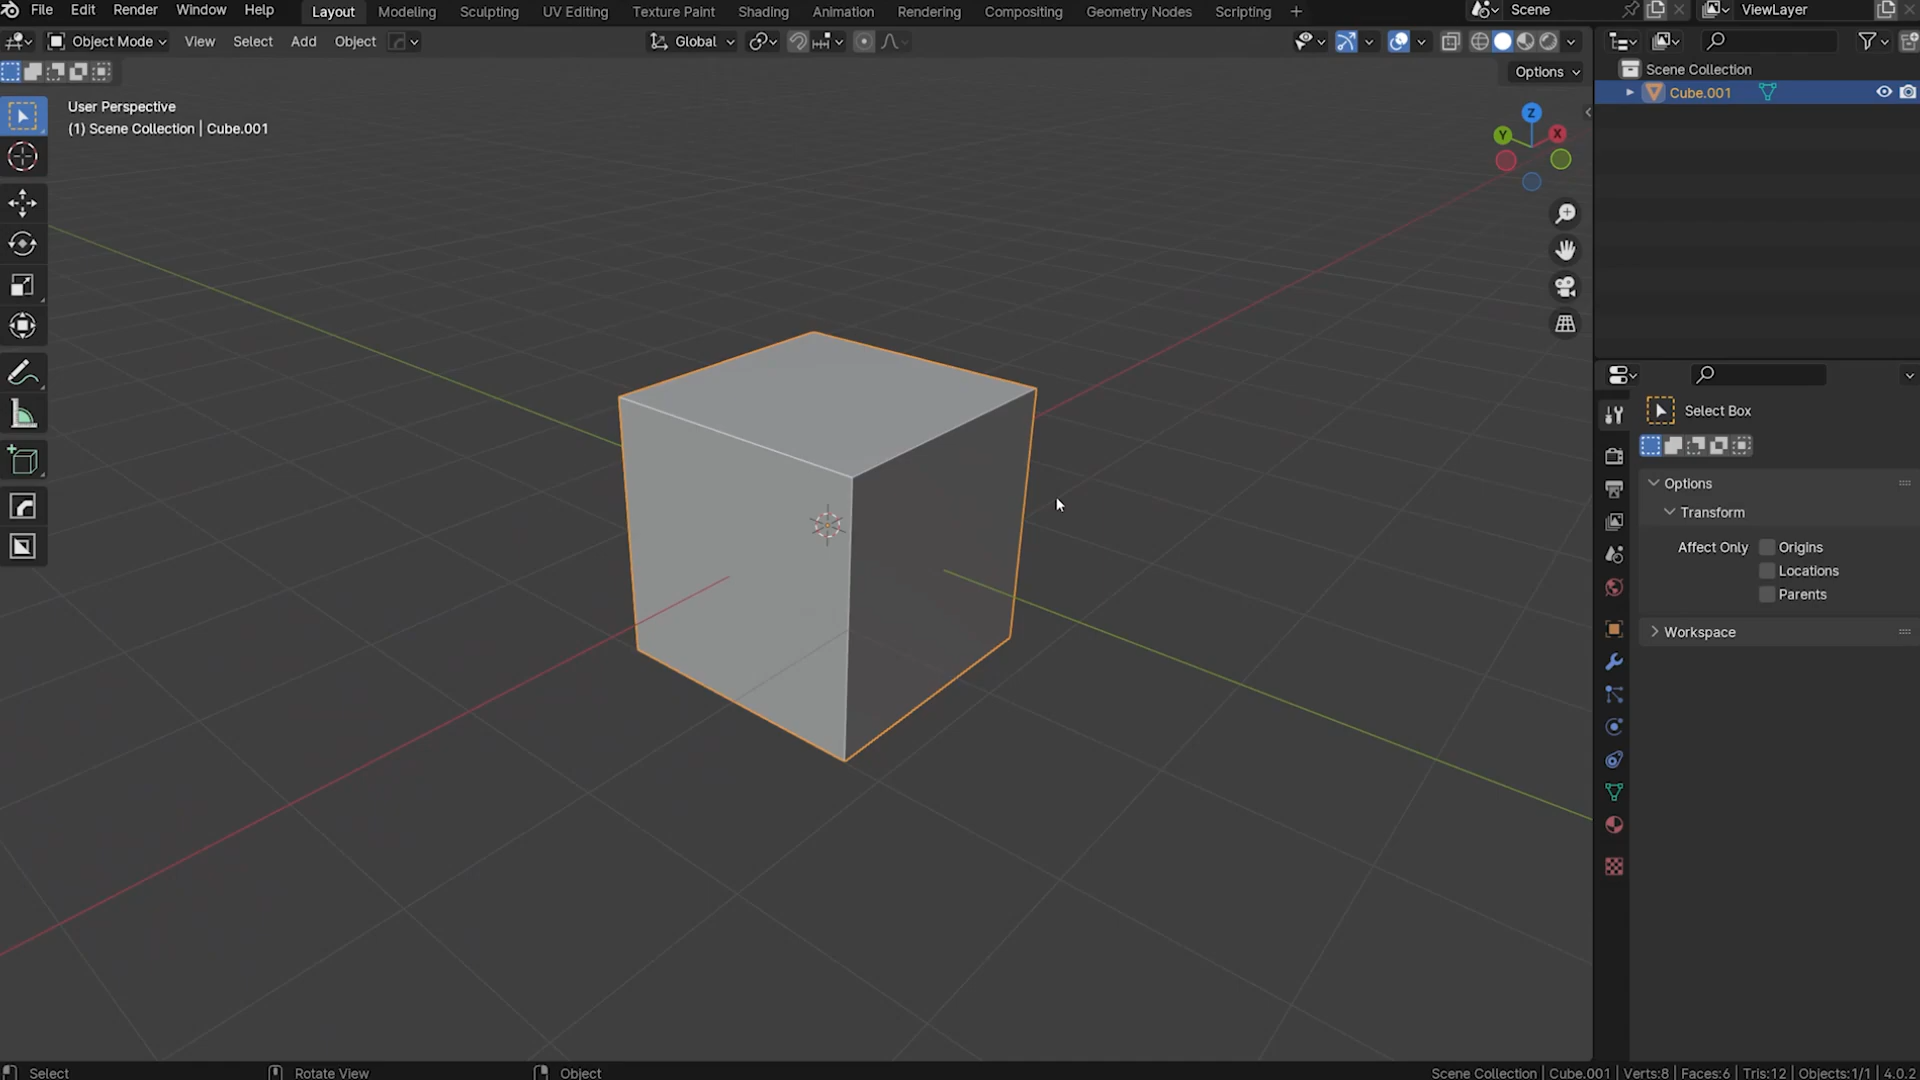 File Edit Render Window Help Layout Modeling Sculpting UV Editing Texture Paint Shading Animation Rendering Compositing Geometry Nodes Scripting + Scene ViewLayer
Object Mode View Select Add Object Global
Options
User Perspective
(1) Scene Collection | Cube.001
Z
Y
X
Scene Collection
Cube.001
Select Box
Options
Transform
Affect Only Origins
Locations
Parents
Workspace
Select Rotate View Object Scene Collection | Cube.001 | Verts:8 | Faces:6 | Tris:12 | Objects:1/1 | 4.0.2